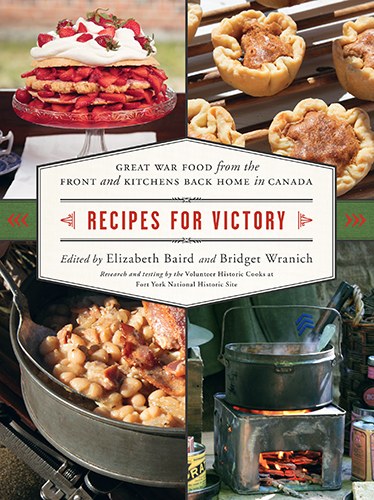 GREAT WAR FOOD from the
FRONT and KITCHENS BACK HOME in CANADA
RECIPES FOR VICTORY
Edited by Elizabeth Baird and Bridget Wranich
Research and testing by the Volunteer Historic Cooks at
Fort York National Historic Site